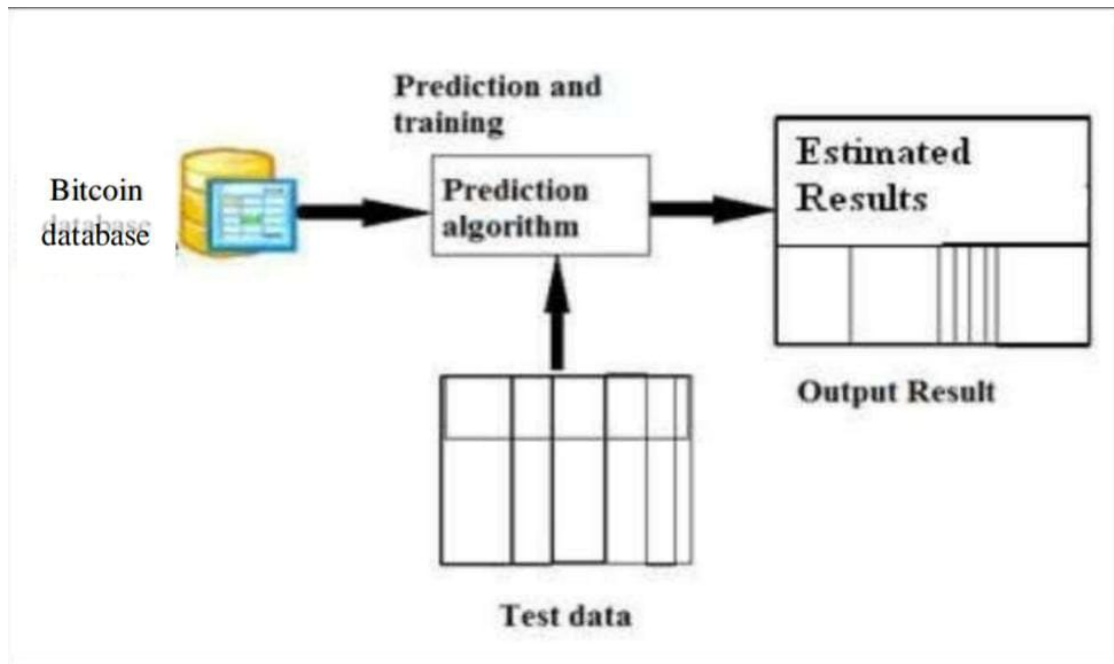 Prediction and
training
Bitcoin
database
Prediction
algorithm
Estimated
Results
Output Result
Test data